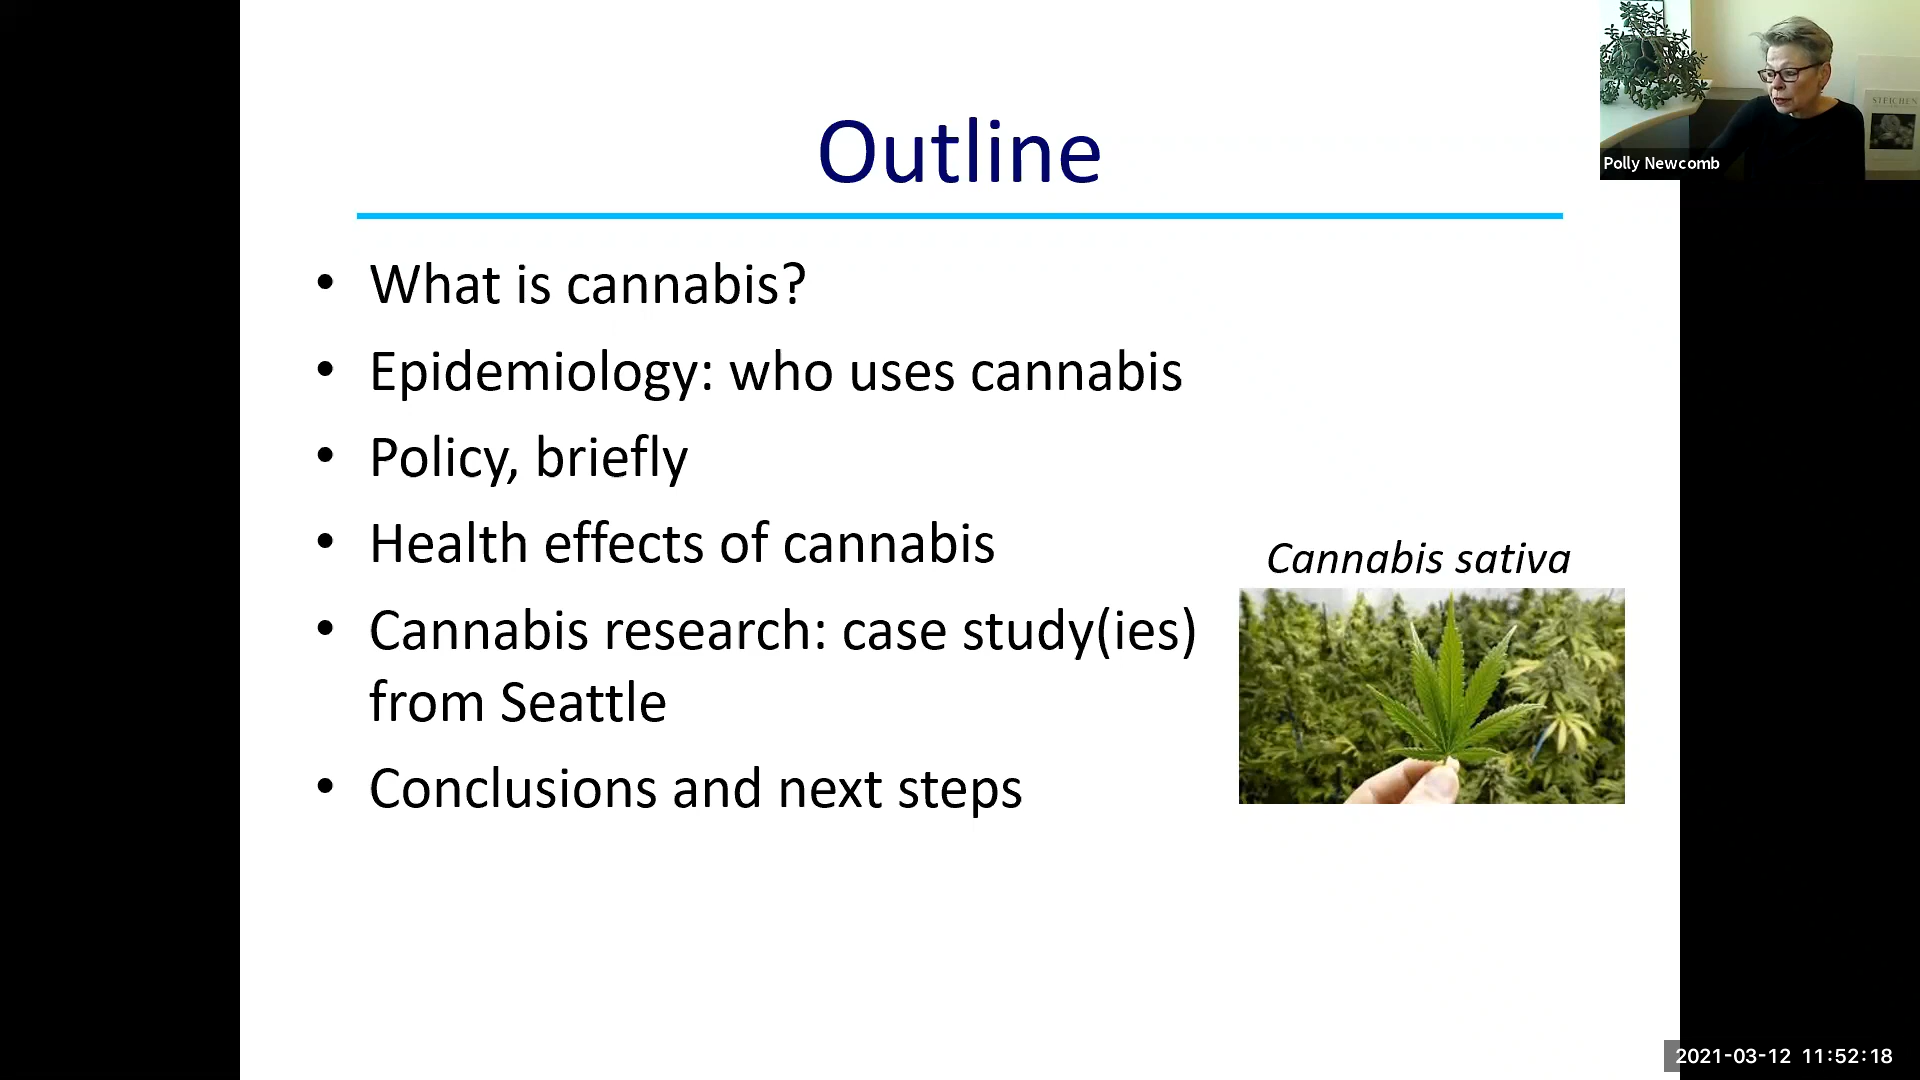 Outline
• What is cannabis?
• Epidemiology: who uses cannabis
• Policy, briefly
• Health effects of cannabis
• Cannabis research: case study(ies)
from Seattle
• Conclusions and next steps
Cannabis sativa
STEICHEN
Polly Newcomb
2021-03-12 11:52:18